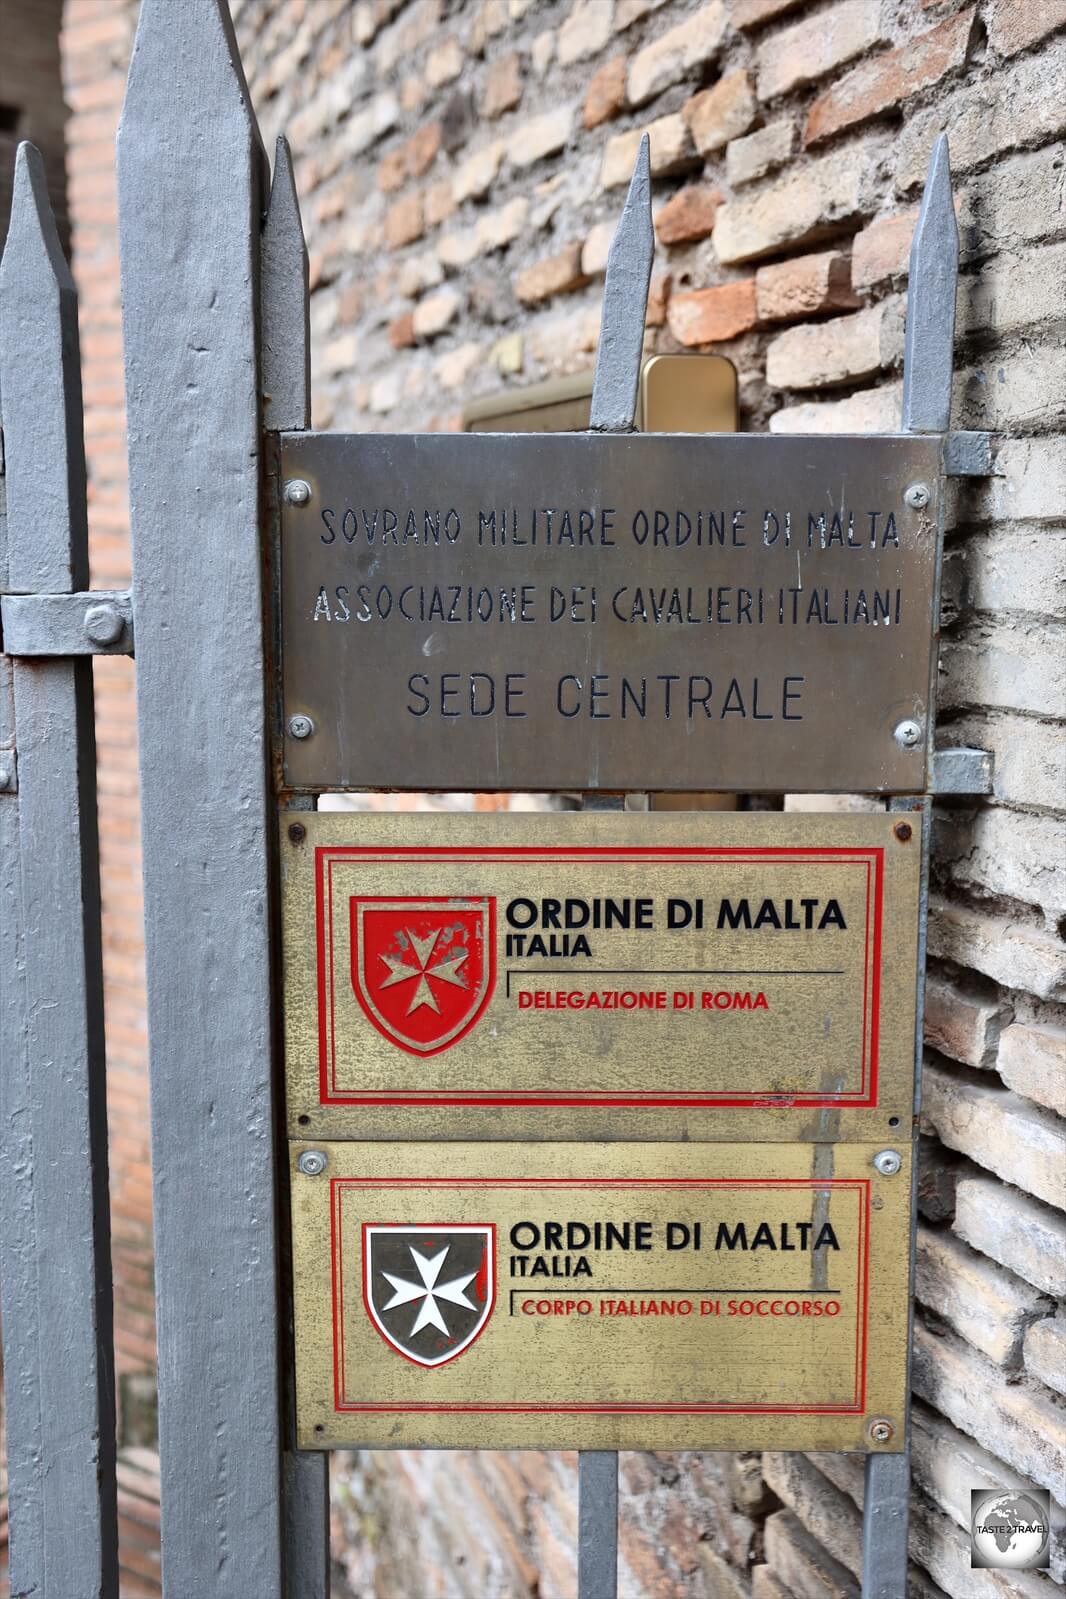 SOVRANO MILITARE ORDINE DI MALTA
ASSOCIAZIONE DEI CAVALIERI ITALIANI
SEDE CENTRALE
ORDINE DI MALTA
ITALIA
DELEGAZIONE DI ROMA
ORDINE DI MALTA
ITALIA
CORPO ITALIANO DI SOCCORSO
TASTE2TRAVEL